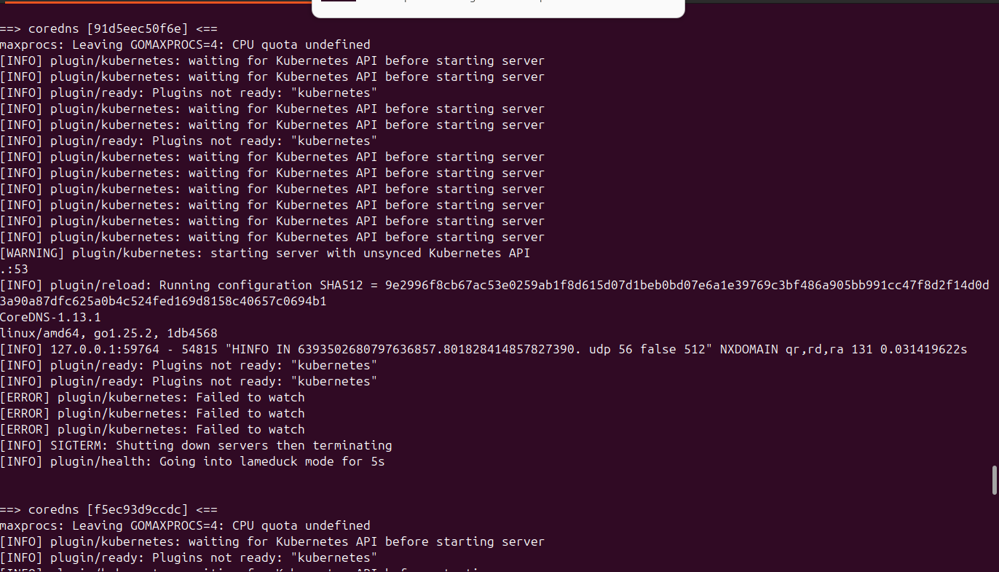 ==> coredns [91d5eec50f6e] <==
maxprocs: Leaving GOMAXPROCS=4: CPU quota undefined
[INFO] plugin/kubernetes: waiting for Kubernetes API before starting server
[INFO] plugin/kubernetes: waiting for Kubernetes API before starting server
[INFO] plugin/ready: Plugins not ready: "kubernetes"
[INFO] plugin/kubernetes: waiting for Kubernetes API before starting server
[INFO] plugin/kubernetes: waiting for Kubernetes API before starting server
[INFO] plugin/ready: Plugins not ready: "kubernetes"
[INFO] plugin/kubernetes: waiting for Kubernetes API before starting server
[INFO] plugin/kubernetes: waiting for Kubernetes API before starting server
[INFO] plugin/kubernetes: waiting for Kubernetes API before starting server
[INFO] plugin/kubernetes: waiting for Kubernetes API before starting server
[INFO] plugin/kubernetes: waiting for Kubernetes API before starting server
[INFO] plugin/kubernetes: waiting for Kubernetes API before starting server
[WARNING] plugin/kubernetes: starting server with unsynced Kubernetes API
.:53
[INFO] plugin/reload: Running configuration SHA512 = 9e2996f8cb67ac53e0259ab1f8d615d07d1beb0bd07e6a1e39769c3bf486a905bb991cc47f8d2f14d0d
3a90a87dfc625a0b4c524fed169d8158c40657c0694b1
CoreDNS-1.13.1
linux/amd64, go1.25.2, 1db4568
[INFO] 127.0.0.1:59764 - 54815 "HINFO IN 6393502680797636857.801828414857827390. udp 56 false 512" NXDOMAIN qr,rd,ra 131 0.031419622s
[INFO] plugin/ready: Plugins not ready: "kubernetes"
[INFO] plugin/ready: Plugins not ready: "kubernetes"
[ERROR] plugin/kubernetes: Failed to watch
[ERROR] plugin/kubernetes: Failed to watch
[ERROR] plugin/kubernetes: Failed to watch
[INFO] SIGTERM: Shutting down servers then terminating
[INFO] plugin/health: Going into lameduck mode for 5s
==> coredns [f5ec93d9ccdc] <==
maxprocs: Leaving GOMAXPROCS=4: CPU quota undefined
[INFO] plugin/kubernetes: waiting for Kubernetes API before starting server
[INFO] plugin/ready: Plugins not ready: "kubernetes"